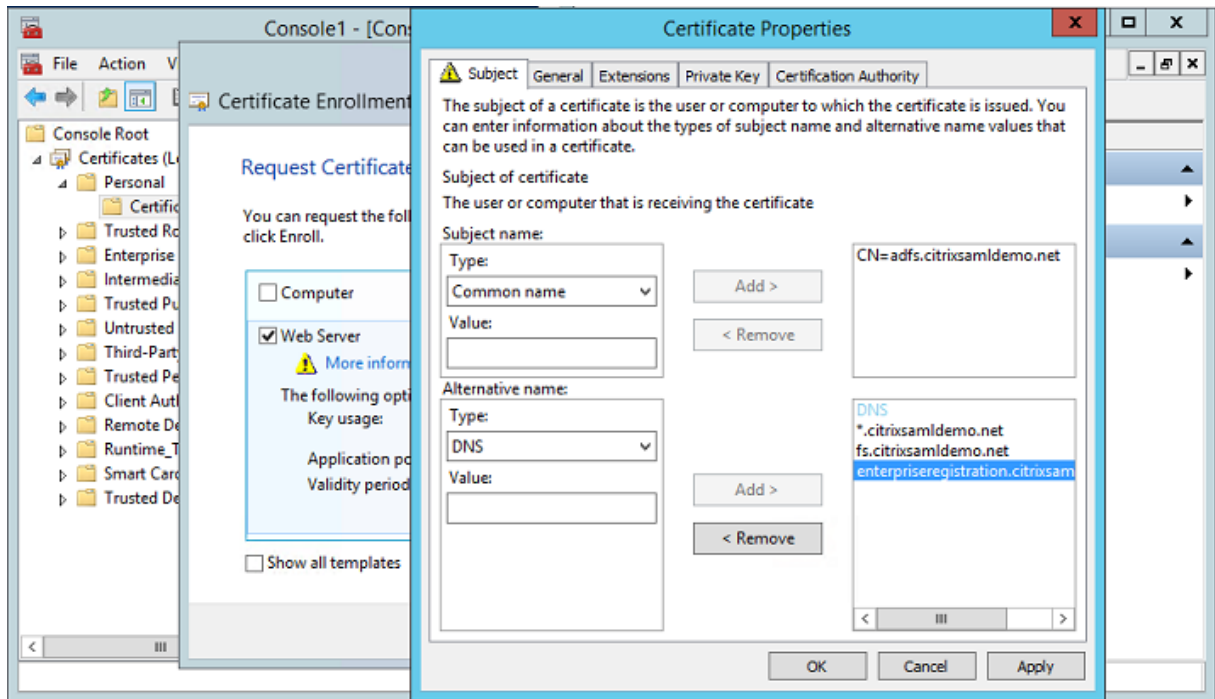 Console1 - [Con
File Action V
Console Root
Certificates (L
Personal
Certific
Trusted Ro
Enterprise
Intermedia
Trusted Pu
Untrusted
Third-Part
Trusted Pe
Client Aut
Remote De
Runtime_T
Smart Card
Trusted De
Certificate Enrollment
Request Certificate
You can request the foll
click Enroll.
Computer
Web Server
More inforn
The following opti
Key usage:
Application po
Validity period
Show all templates
Certificate Properties
Subject General Extensions Private Key Certification Authority
The subject of a certificate is the user or computer to which the certificate is issued. You
can enter information about the types of subject name and alternative name values that
can be used in a certificate.
Subject of certificate
The user or computer that is receiving the certificate
Subject name:
Type:
Common name
Value:
Add >
< Remove
CN=adfs.citrixsamldemo.net
Alternative name:
Type:
DNS
Value:
Add >
< Remove
DNS
*.citrixsamldemo.net
fs.citrixsamldemo.net
enterpriseregistration.citrixsam
OK Cancel Apply